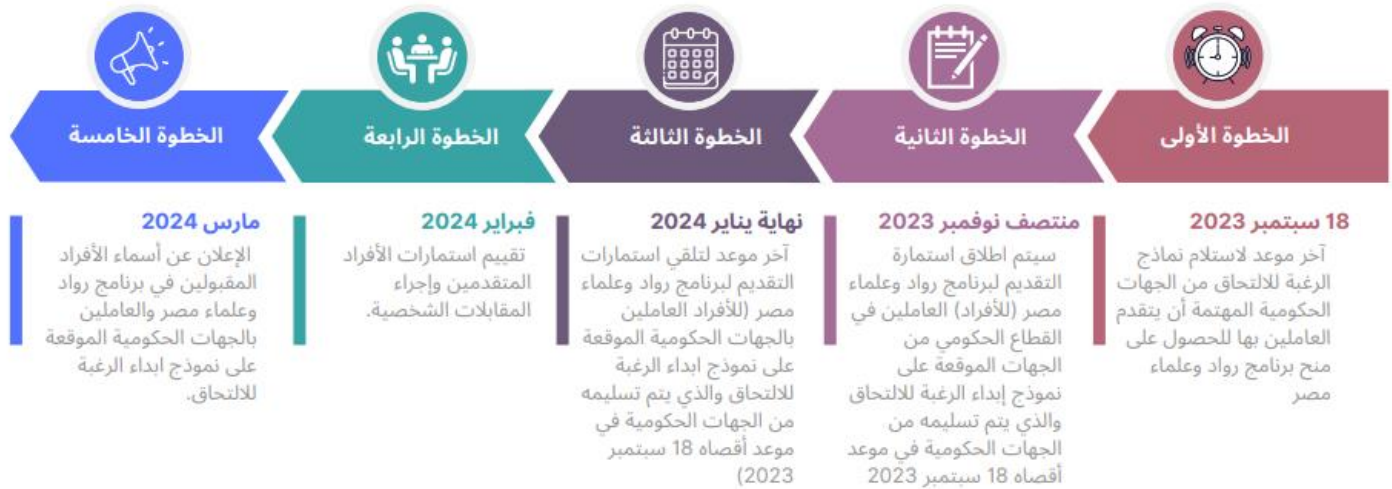 الخطوة الأولى
الخطوة الثانية
الخطوة الثالثة
الخطوة الرابعة
الخطوة الخامسة
18 سبتمبر 2023
آخر موعد لاستلام نماذج
الرغبة للالتحاق من الجهات
الحكومية المهتمة أن يتقدم
العاملين بها للحصول على
منح برنامج رواد وعلماء
مصر
منتصف نوفمبر 2023
سيتم اطلاق استمارة
التقديم لبرنامج رواد وعلماء
مصر (للأفراد) العاملين في
القطاع الحكومي من
الجهات الموقعة على
نموذج إبداء الرغبة للالتحاق
والذي يتم تسليمه من
الجهات الحكومية في موعد
أقصاه 18 سبتمبر 2023
نهاية يناير 2024
آخر موعد لتلقي استمارات
التقديم لبرنامج رواد وعلماء
مصر (للأفراد العاملين
بالجهات الحكومية الموقعة
على نموذج ابداء الرغبة
للالتحاق والذي يتم تسليمه
من الجهات الحكومية في
موعد أقصاه 18 سبتمبر
2023)
فبراير 2024
تقييم استمارات الأفراد
المتقدمين وإجراء
المقابلات الشخصية.
مارس 2024
الإعلان عن أسماء الأفراد
المقبولين في برنامج رواد
وعلماء مصر والعاملين
بالجهات الحكومية الموقعة
على نموذج ابداء الرغبة
للالتحاق.